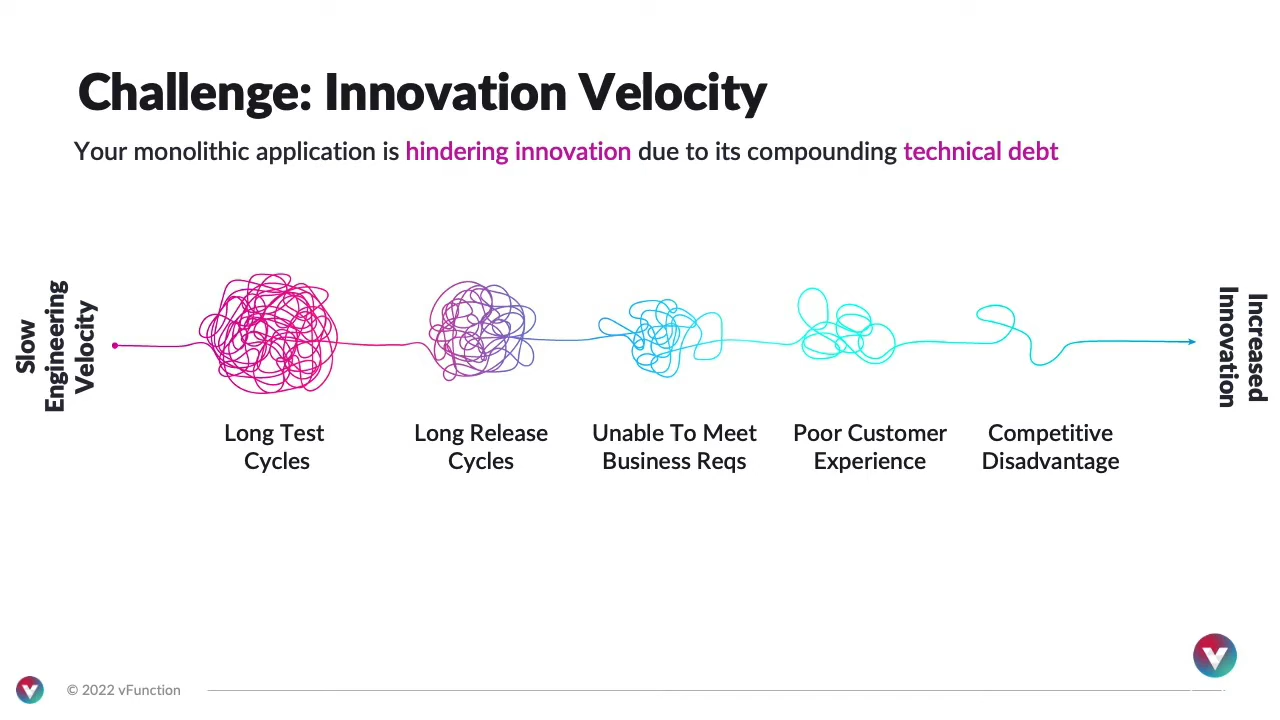 Challenge: Innovation Velocity
Your monolithic application is hindering innovation due to its compounding technical debt
Slow
Engineering
Velocity
Increased
Innovation
Long Test
Cycles
Long Release
Cycles
Unable To Meet
Business Reqs
Poor Customer
Experience
Competitive
Disadvantage
© 2022 vFunction